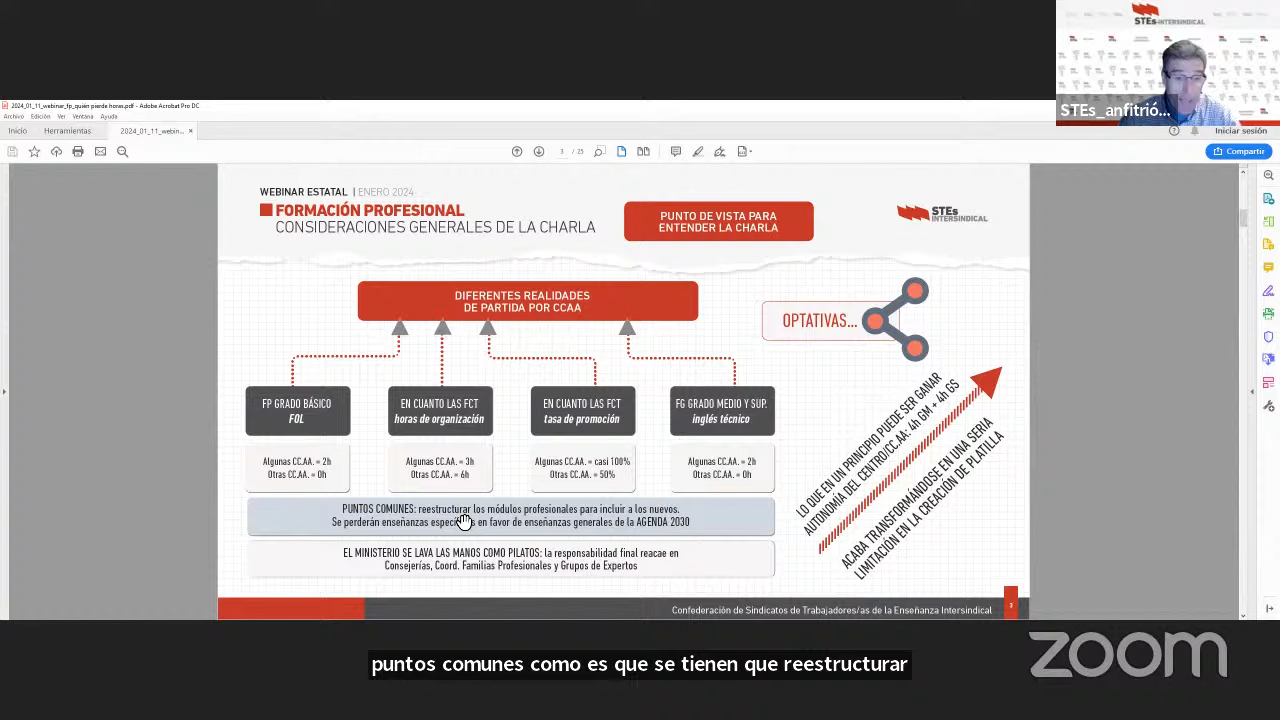 STEs-INTERSINDICAL
STEs_anfitrió...
2024_01_11_webinar_fp_quién pierde horas.pdf - Adobe Acrobat Pro DC
Archivo Edición Ver Ventana Ayuda
Inicio Herramientas 2024_01_11_webin... × Iniciar sesión
3 / 25 Compartir
WEBINAR ESTATAL | ENERO 2024
FORMACIÓN PROFESIONAL
CONSIDERACIONES GENERALES DE LA CHARLA
PUNTO DE VISTA PARA
ENTENDER LA CHARLA
STEs
INTERSINDICAL
DIFERENTES REALIDADES
DE PARTIDA POR CCAA
OPTATIVAS...
FP GRADO BÁSICO
FOL
EN CUANTO LAS FCT
horas de organización
EN CUANTO LAS FCT
tasa de promoción
FG GRADO MEDIO Y SUP.
inglés técnico
Algunas CC.AA. = 2h
Otras CC.AA. = 0h
Algunas CC.AA. = 3h
Otras CC.AA. = 6h
Algunas CC.AA. = casi 100%
Otras CC.AA. = 50%
Algunas CC.AA. = 2h
Otras CC.AA. = 0h
PUNTOS COMUNES: reestructurar los módulos profesionales para incluir a los nuevos.
Se perderán enseñanzas en favor de enseñanzas generales de la AGENDA 2030
EL MINISTERIO SE LAVA LAS MANOS COMO PILATOS: la responsabilidad final reacae en
Consejerías, Coord. Familias Profesionales y Grupos de Expertos
LO QUE EN UN PRINCIPIO PUEDE SER GANAR
AUTONOMÍA DEL CENTRO/CC.AA: 4h GM + 4h GS
ACABA TRANSFORMÁNDOSE EN UNA SERIA
LIMITACIÓN EN LA CREACIÓN DE PLATILLA
Confederación de Sindicatos de Trabajadores/as de la Enseñanza Intersindical 3
puntos comunes como es que se tienen que reestructurar
zoom